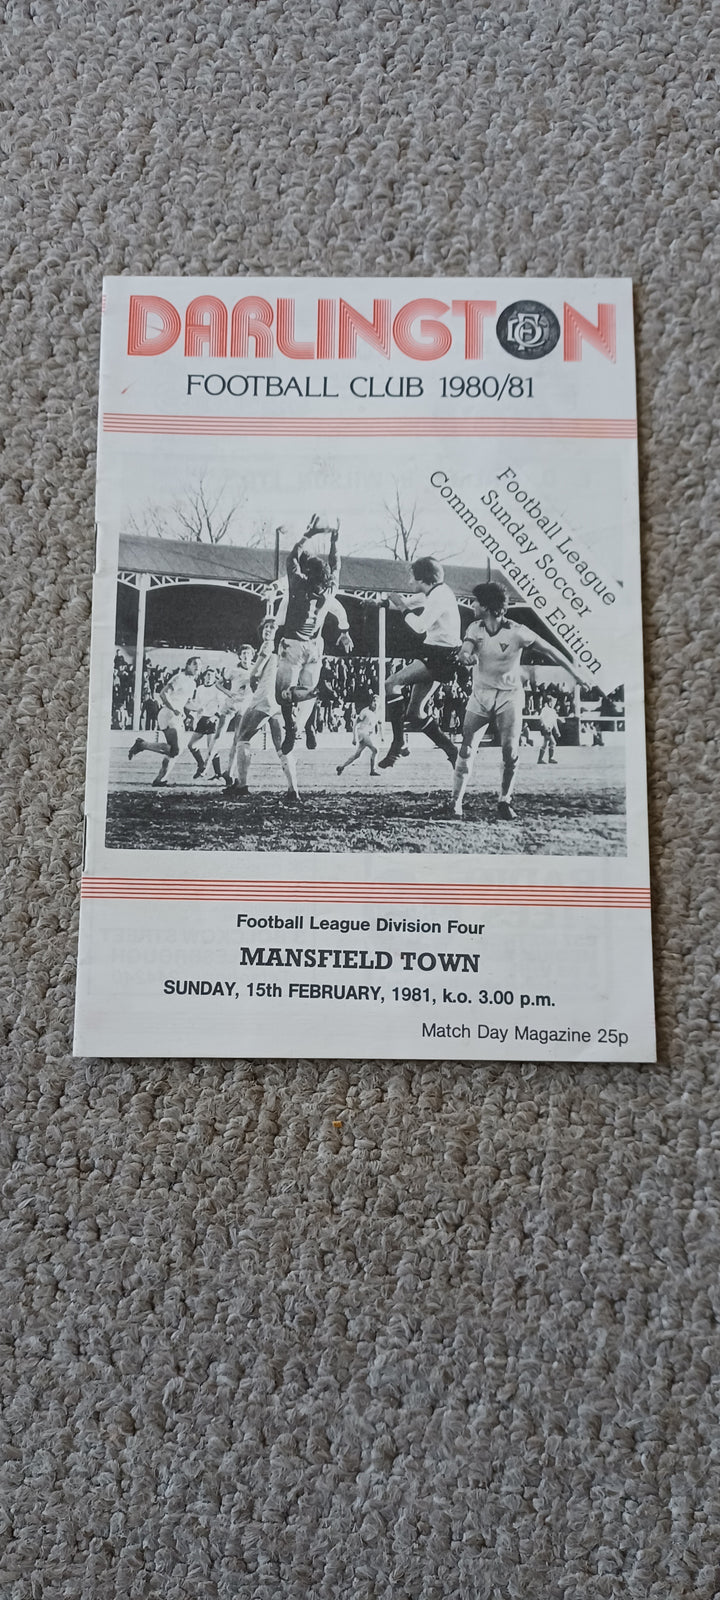 DARLINGTON
FOOTBALL CLUB 1980/81
Football League
Sunday Soccer
Commemorative Edition
Football League Division Four
MANSFIELD TOWN
SUNDAY, 15th FEBRUARY, 1981, k.o. 3.00 p.m.
Match Day Magazine 25p